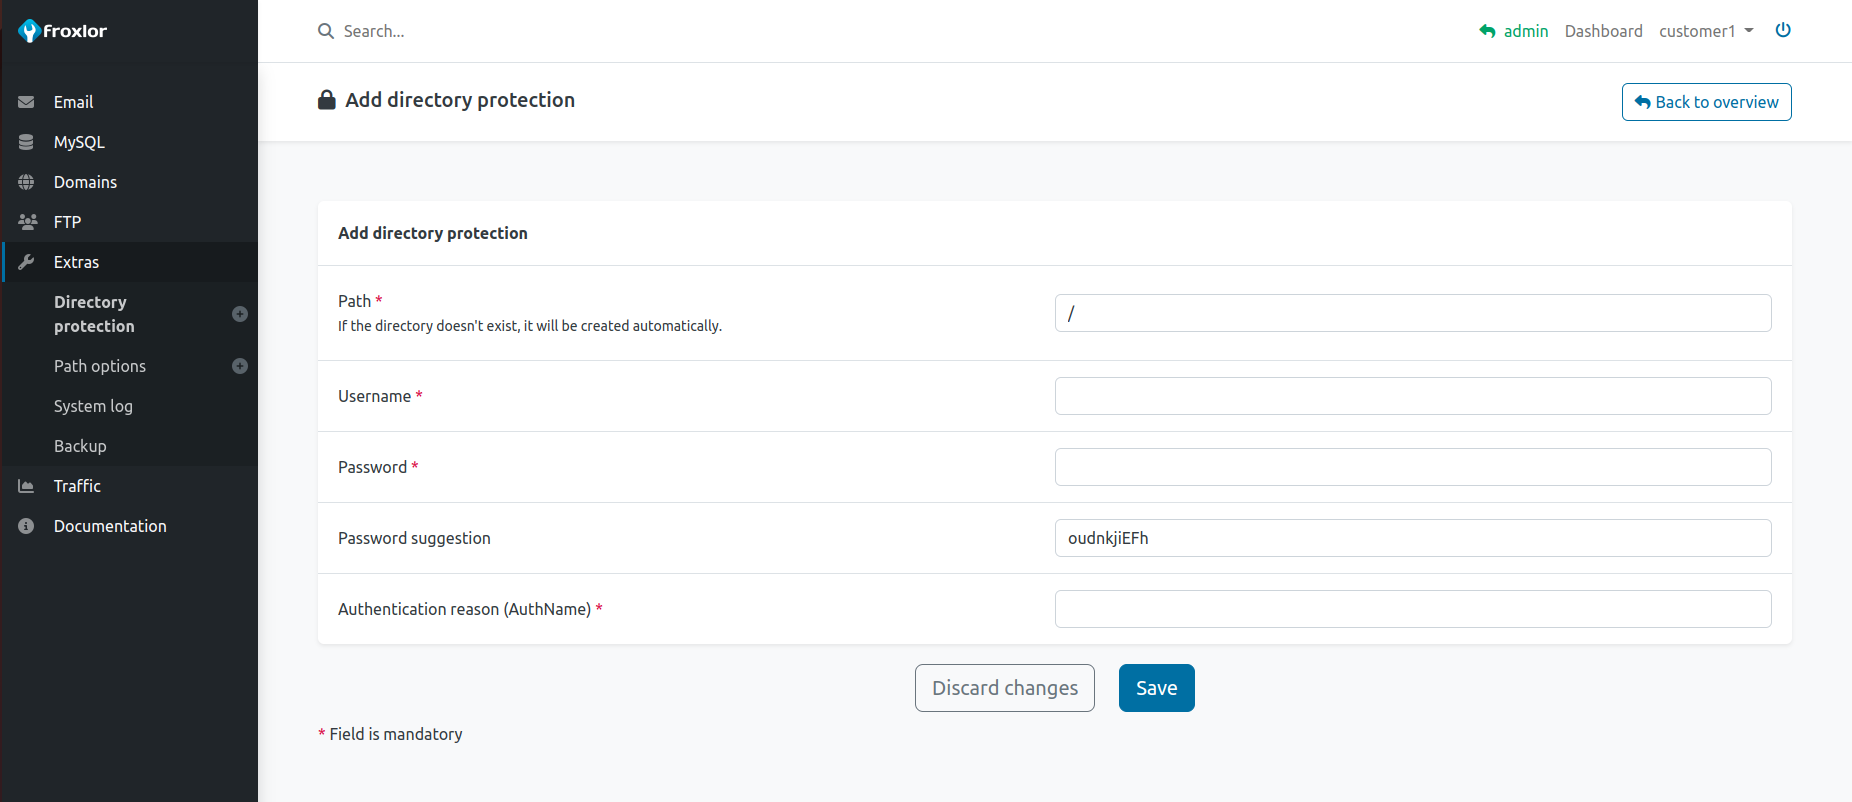 froxlor
Search...
admin
Dashboard
customer1
Add directory protection
Back to overview
Email
MySQL
Domains
FTP
Extras
Directory
protection
Path options
System log
Backup
Traffic
Documentation
Add directory protection
Path *
If the directory doesn't exist, it will be created automatically.
/
Username *
Password *
Password suggestion
oudnkjiEFh
Authentication reason (AuthName) *
Discard changes
Save
* Field is mandatory